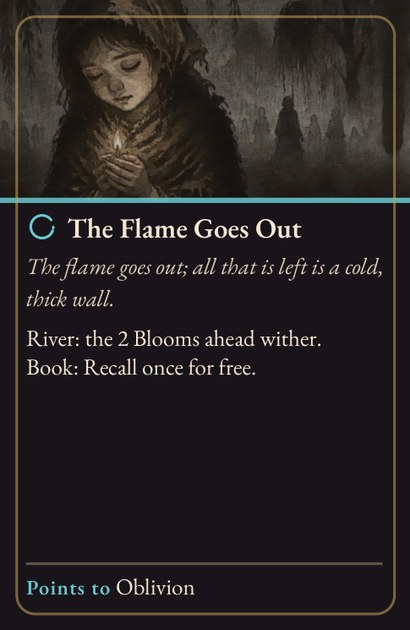 The Flame Goes Out
The flame goes out; all that is left is a cold,
thick wall.
River: the 2 Blooms ahead wither.
Book: Recall once for free.
Points to Oblivion